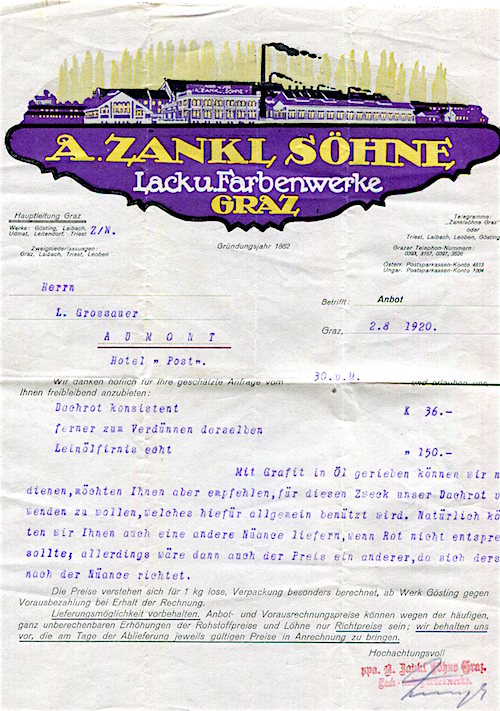 A. ZANKL SÖHNE
A. ZANKL SÖHNE
Lack u. Farbenwerke
GRAZ
Hauptleitung Graz
Werke: Gösting, Laibach,
Udmat, Leitendorf, Triest
Z/W.
Zweigniederlassungen:
Graz, Laibach, Triest, Leoben
Gründungsjahr 1862
Telegramme:
"Zanklsöhne Graz"
oder
Triest, Laibach, Leoben, Gösting
Grazer Telephon-Nummern:
Österr. Postsparkassen-Konto 4613
Ungar. Postsparkassen-Konto 1004
Herrn
L. Grossauer
ADMONT
Hotel "Post".
Betrifft: Anbot
Graz, 2.8 1920.
Wir danken höflich für Ihre geschätzte Anfrage vom 30.v.M. und erlauben uns
Ihnen freibleibend anzubieten:
Dachrot konsistent K 36.-
ferner zum Verdünnen derselben
Leinölfirnis echt " 150.-
Mit Grafit in Öl gerieben können wir n
dienen,möchten Ihnen aber empfehlen,für diesen Zweck unser Dachrot v
wenden zu wollen,welches hiefür allgemein benützt wird. Natürlich kö
ten wir Ihnen auch eine andere Nüance liefern,wenn Rot nicht entspre
sollte; allerdings wäre dann auch der Preis ein anderer,da sich ders
nach der Nüance richtet.
Die Preise verstehen sich für 1 kg lose, Verpackung besonders berechnet, ab Werk Gösting gegen
Vorausbezahlung bei Erhalt der Rechnung.
Lieferungsmöglichkeit vorbehalten. Anbot- und Vorausrechnungspreise können wegen der häufigen,
ganz unberechenbaren Erhöhungen der Rohstoffpreise und Löhne nur Richtpreise sein; wir behalten uns
vor, die am Tage der Ablieferung jeweils gültigen Preise in Anrechnung zu bringen.
Hochachtungsvoll
ppa. A. Zankl Söhne Graz.
Lack- Farbenwerke.